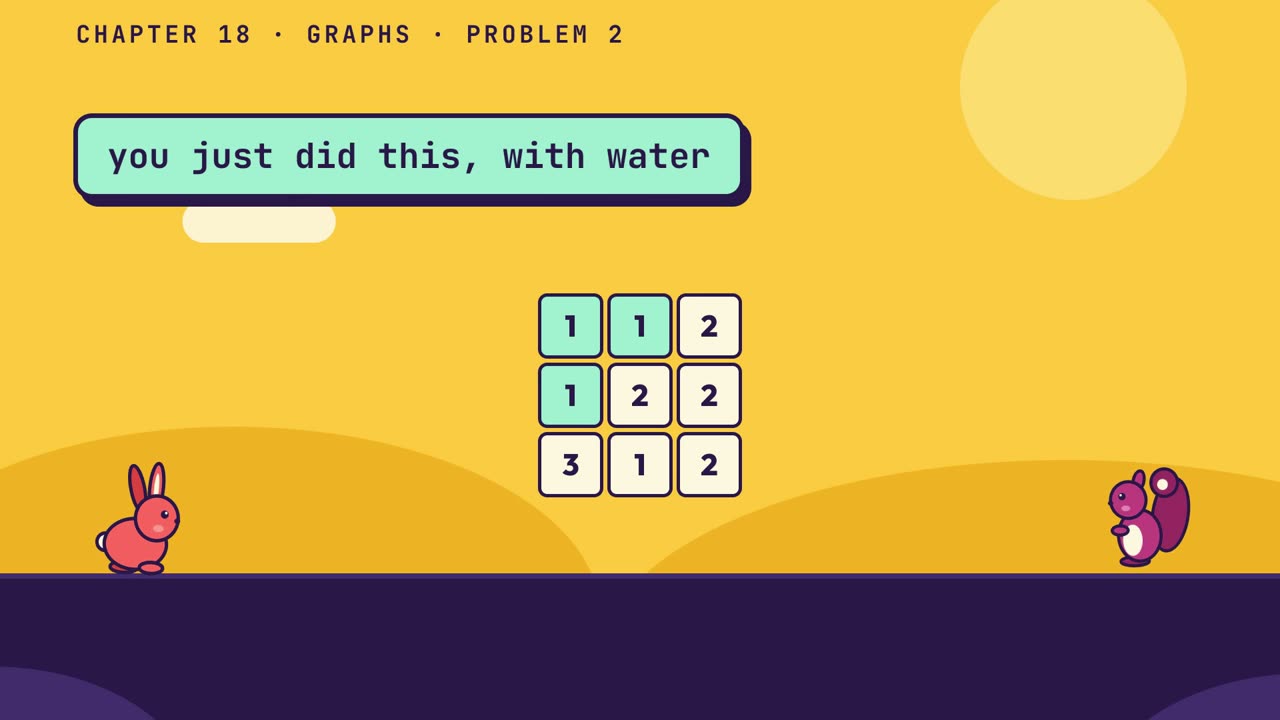 CHAPTER 18 · GRAPHS · PROBLEM 2
you just did this, with water
1 1 2
1 2 2
3 1 2